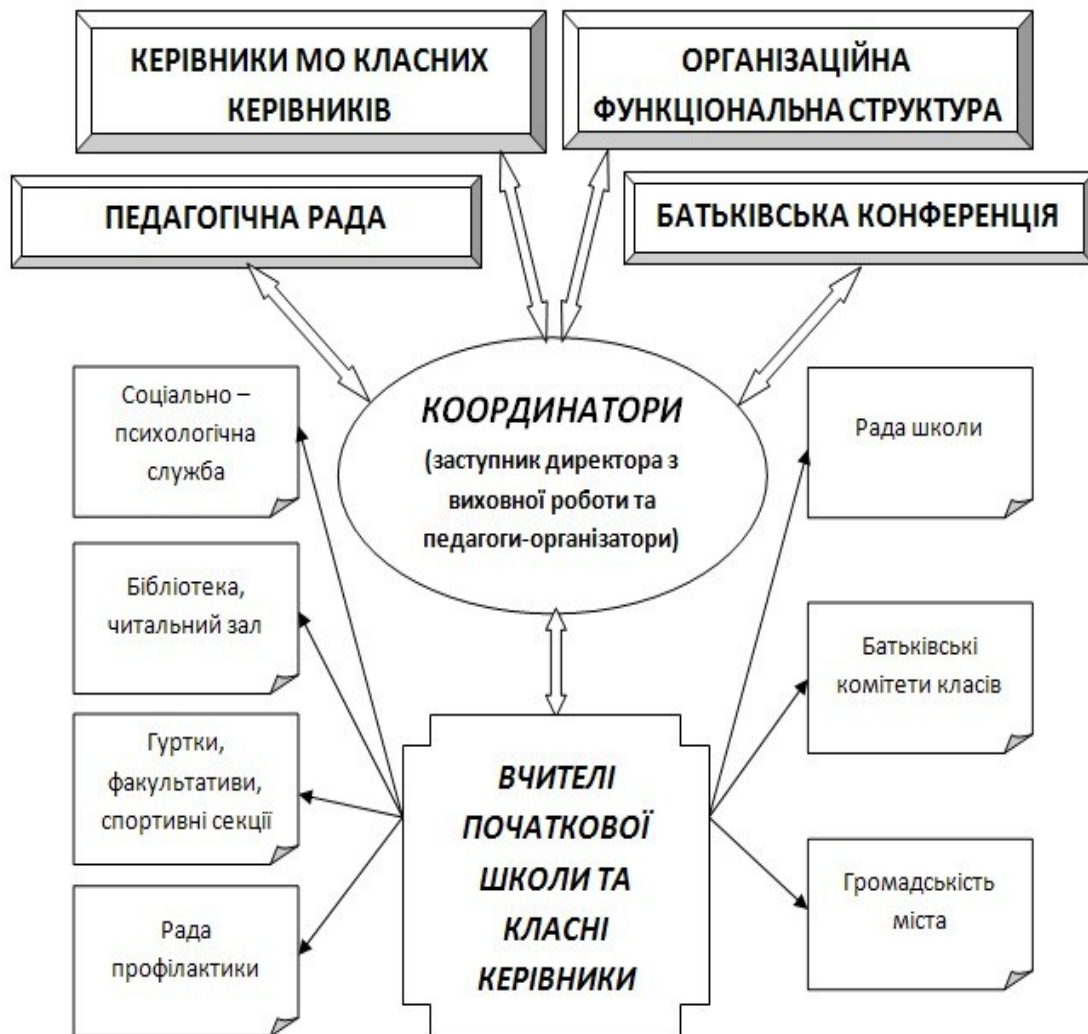 КЕРІВНИКИ МО КЛАСНИХ
КЕРІВНИКІВ
ОРГАНІЗАЦІЙНА
ФУНКЦІОНАЛЬНА СТРУКТУРА
ПЕДАГОГІЧНА РАДА
БАТЬКІВСЬКА КОНФЕРЕНЦІЯ
КООРДИНАТОРИ
(заступник директора з
виховної роботи та
педагоги-організатори)
Соціально –
психологічна
служба
Бібліотека,
читальний зал
Гуртки,
факультативи,
спортивні секції
Рада
профілактики
Рада школи
Батьківські
комітети класів
Громадськість
міста
ВЧИТЕЛІ
ПОЧАТКОВОЇ
ШКОЛИ ТА
КЛАСНІ
КЕРІВНИКИ